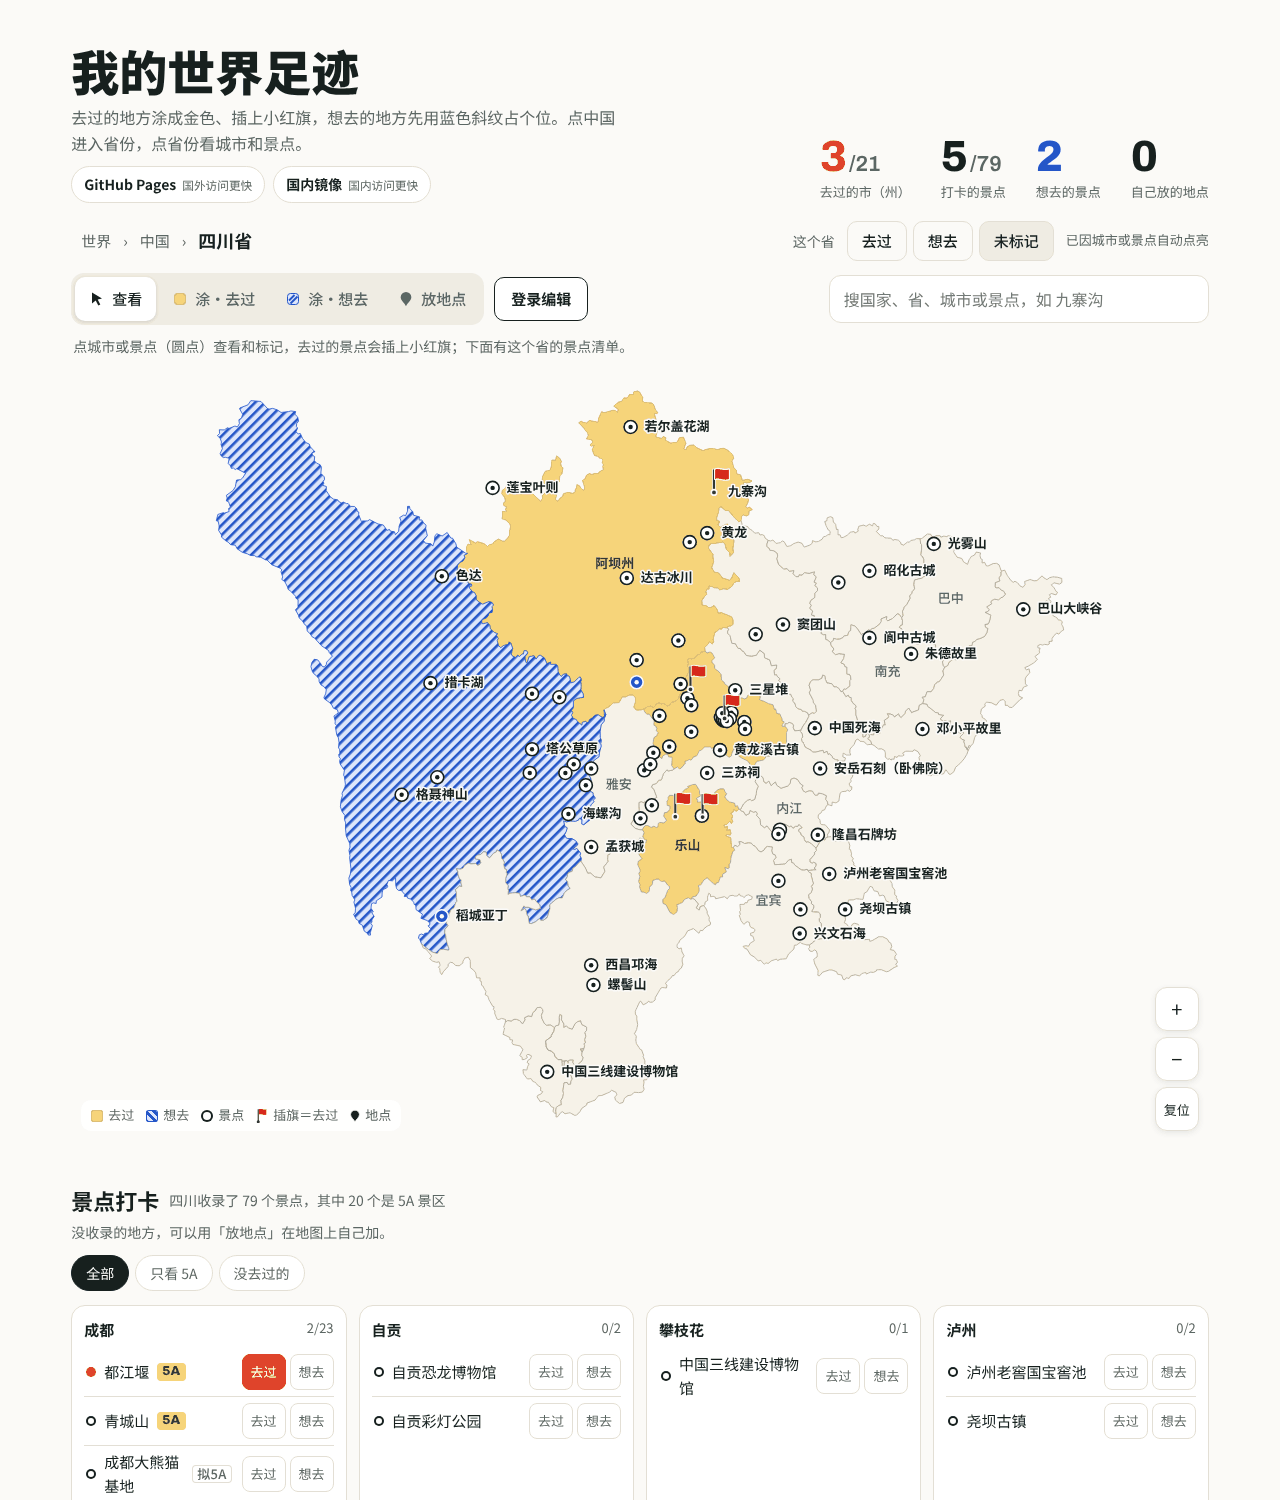 我的世界足迹
去过的地方涂成金色、插上小红旗，想去的地方先用蓝色斜纹占个位。点中国
进入省份，点省份看城市和景点。
GitHub Pages 国外访问更快
国内镜像 国内访问更快
3/21
去过的市（州）
5/79
打卡的景点
2
想去的景点
0
自己放的地点
世界 › 中国 › 四川省
这个省 去过 想去 未标记 已因城市或景点自动点亮
查看 涂·去过 涂·想去 放地点 登录编辑
搜国家、省、城市或景点，如 九寨沟
点城市或景点（圆点）查看和标记，去过的景点会插上小红旗；下面有这个省的景点清单。
若尔盖花湖
莲宝叶则
九寨沟
黄龙
光雾山
阿坝州
色达
达古冰川
昭化古城
巴中
巴山大峡谷
窦团山
阆中古城
朱德故里
南充
措卡湖
三星堆
中国死海
邓小平故里
塔公草原
黄龙溪古镇
安岳石刻（卧佛院）
三苏祠
雅安
格聂神山
海螺沟
内江
隆昌石牌坊
孟获城
乐山
泸州老窖国宝窖池
宜宾
稻城亚丁
尧坝古镇
兴文石海
西昌邛海
螺髻山
中国三线建设博物馆
+
−
复位
去过 想去 景点 插旗＝去过 地点
景点打卡 四川收录了 79 个景点，其中 20 个是 5A 景区
没收录的地方，可以用「放地点」在地图上自己加。
全部 只看 5A 没去过的
成都 2/23
都江堰 5A 去过 想去
青城山 5A 去过 想去
成都大熊猫
基地 拟5A 去过 想去
自贡 0/2
自贡恐龙博物馆 去过 想去
自贡彩灯公园 去过 想去
攀枝花 0/1
中国三线建设博物
馆 去过 想去
泸州 0/2
泸州老窖国宝窖池 去过 想去
尧坝古镇 去过 想去